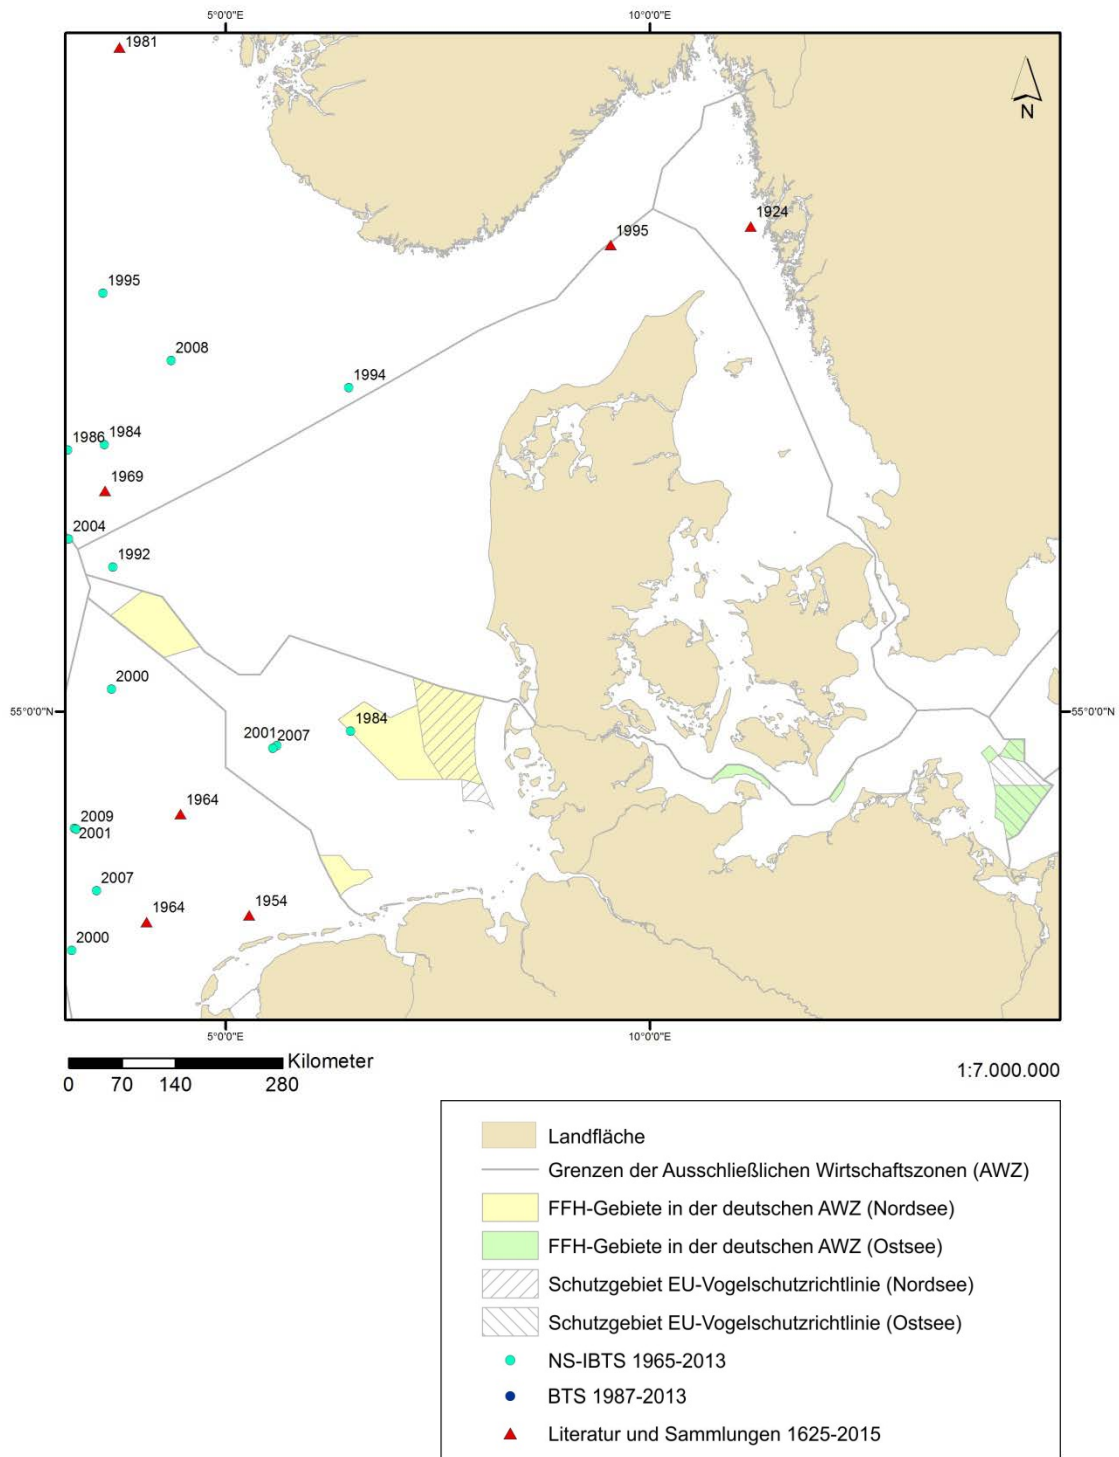 5°0'0"E 10°0'0"E
1981
N
1924
1995
1995
2008
1994
1986 1984
1969
2004
1992
2000
55°0'0"N 55°0'0"N
1984
2001 2007
1964
2009
2001
2007
1964 1954
2000
5°0'0"E 10°0'0"E
Kilometer
0 70 140 280
1:7.000.000
Landfläche
Grenzen der Ausschließlichen Wirtschaftszonen (AWZ)
FFH-Gebiete in der deutschen AWZ (Nordsee)
FFH-Gebiete in der deutschen AWZ (Ostsee)
Schutzgebiet EU-Vogelschutzrichtlinie (Nordsee)
Schutzgebiet EU-Vogelschutzrichtlinie (Ostsee)
NS-IBTS 1965-2013
BTS 1987-2013
Literatur und Sammlungen 1625-2015